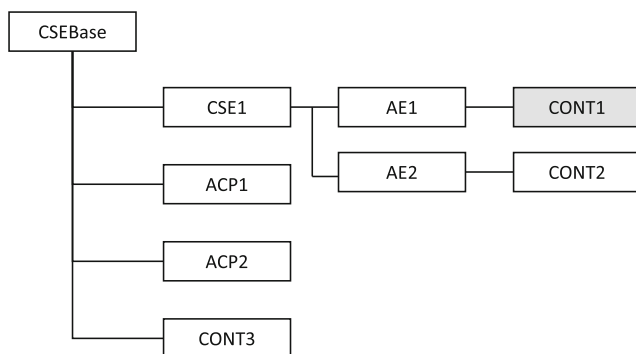 CSEBase
CSE1
AE1
CONT1
AE2
CONT2
ACP1
ACP2
CONT3